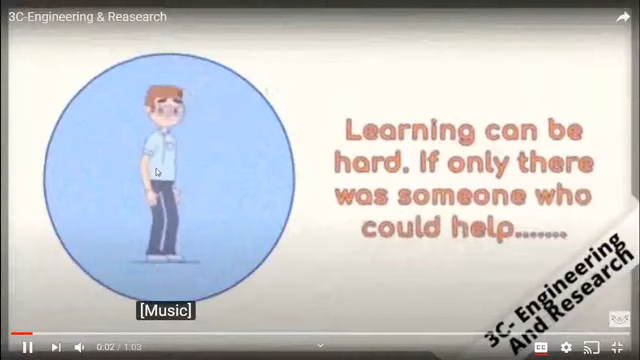 3C-Engineering & Reasearch
Learning can be
hard. If only there
was someone who
could help.......
3C- Engineering
And Research
[Music]
0:02 / 1:03
CC